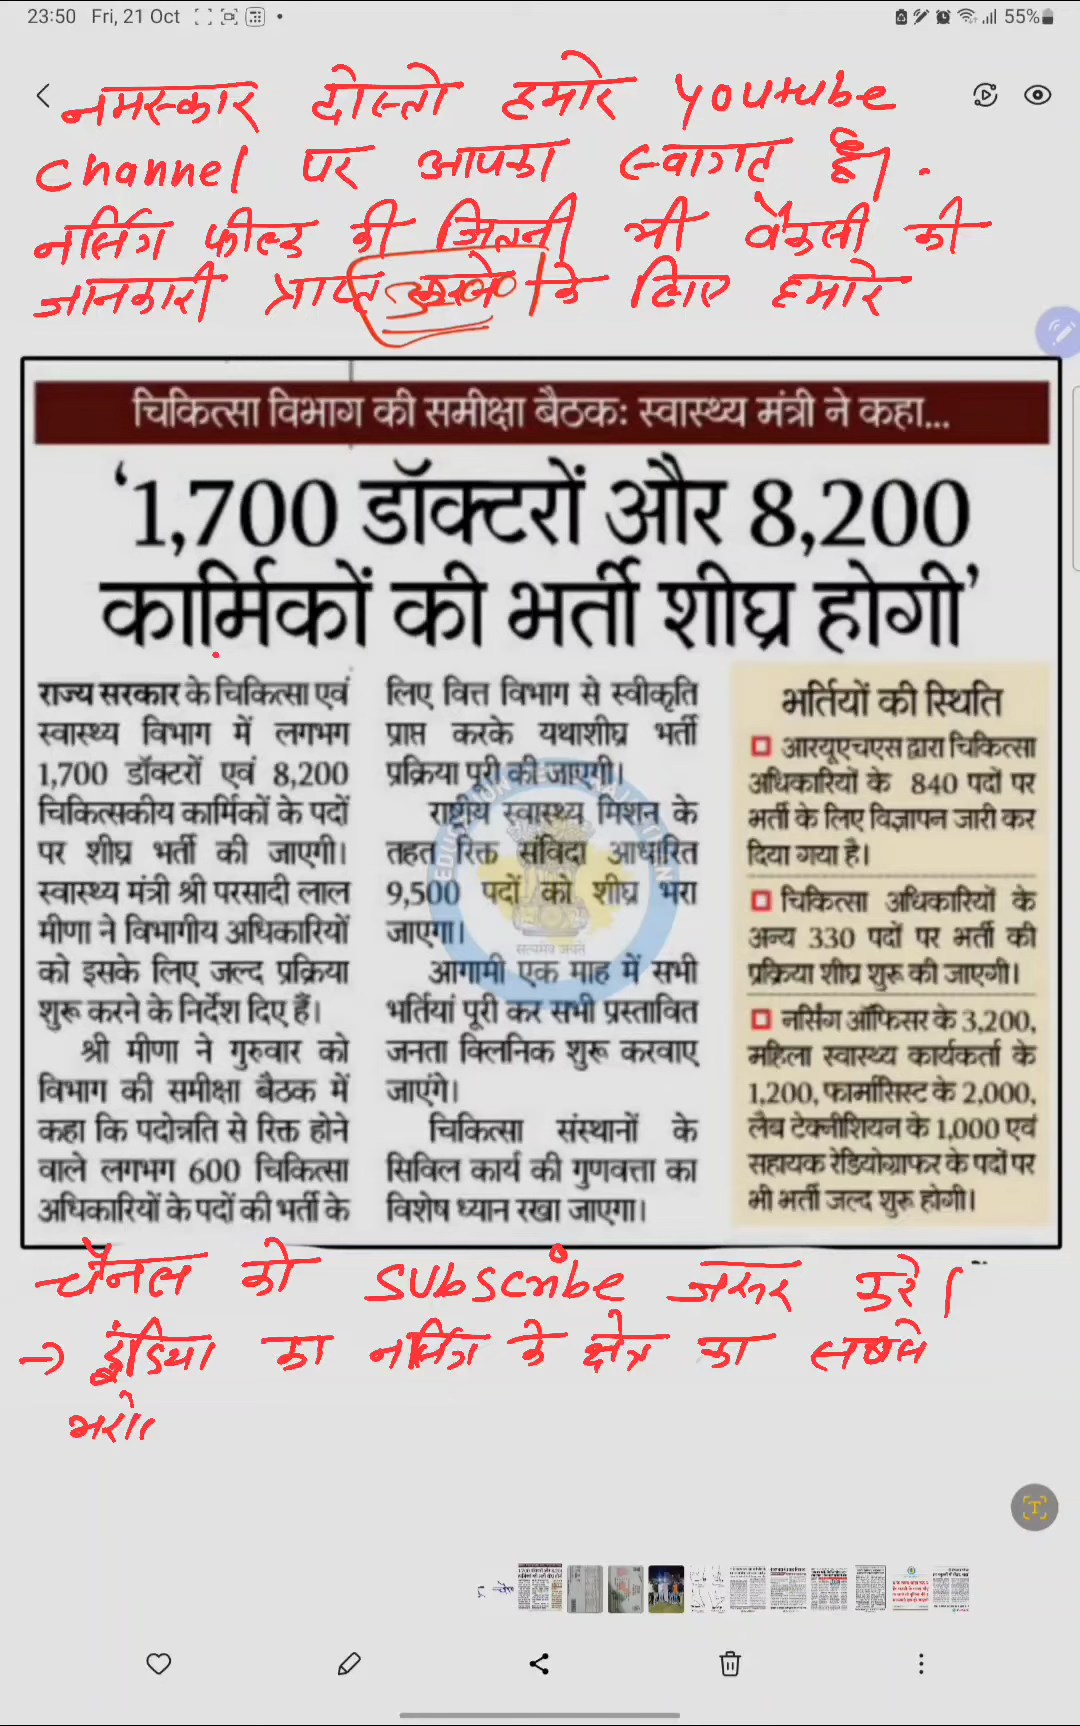 23:50 Fri, 21 Oct
55%
नमस्कार दोस्तो हमारे Youtube
channel पर आपका स्वागत है।
नर्सिंग फील्ड की जितनी भी वैकेंसी की
जानकारी प्राप्त करने के लिए हमारे
चिकित्सा विभाग की समीक्षा बैठक: स्वास्थ्य मंत्री ने कहा...
‘1,700 डॉक्टरों और 8,200
कार्मिकों की भर्ती शीघ्र होगी’
राज्य सरकार के चिकित्सा एवं
स्वास्थ्य विभाग में लगभग
1,700 डॉक्टरों एवं 8,200
चिकित्सकीय कार्मिकों के पदों
पर शीघ्र भर्ती की जाएगी।
स्वास्थ्य मंत्री श्री परसादी लाल
मीणा ने विभागीय अधिकारियों
को इसके लिए जल्द प्रक्रिया
शुरू करने के निर्देश दिए हैं।
श्री मीणा ने गुरुवार को
विभाग की समीक्षा बैठक में
कहा कि पदोन्नति से रिक्त होने
वाले लगभग 600 चिकित्सा
अधिकारियों के पदों की भर्ती के
लिए वित्त विभाग से स्वीकृति
प्राप्त करके यथाशीघ्र भर्ती
प्रक्रिया पूरी की जाएगी।
राष्ट्रीय स्वास्थ्य मिशन के
तहत रिक्त संविदा आधारित
9,500 पदों को शीघ्र भरा
जाएगा।
आगामी एक माह में सभी
भर्तियां पूरी कर सभी प्रस्तावित
जनता क्लिनिक शुरू करवाए
जाएंगे।
चिकित्सा संस्थानों के
सिविल कार्य की गुणवत्ता का
विशेष ध्यान रखा जाएगा।
सत्यमेव जयते
भर्तियों की स्थिति
आरयूएचएस द्वारा चिकित्सा
अधिकारियों के 840 पदों पर
भर्ती के लिए विज्ञापन जारी कर
दिया गया है।
चिकित्सा अधिकारियों के
अन्य 330 पदों पर भर्ती की
प्रक्रिया शीघ्र शुरू की जाएगी।
नर्सिंग ऑफिसर के 3,200,
महिला स्वास्थ्य कार्यकर्ता के
1,200, फार्मासिस्ट के 2,000,
लैब टेक्नीशियन के 1,000 एवं
सहायक रेडियोग्राफर के पदों पर
भी भर्ती जल्द शुरू होगी।
चैनल को subscribe जरूर करे।
→ इंडिया का नर्सिंग के क्षेत्र का सबसे